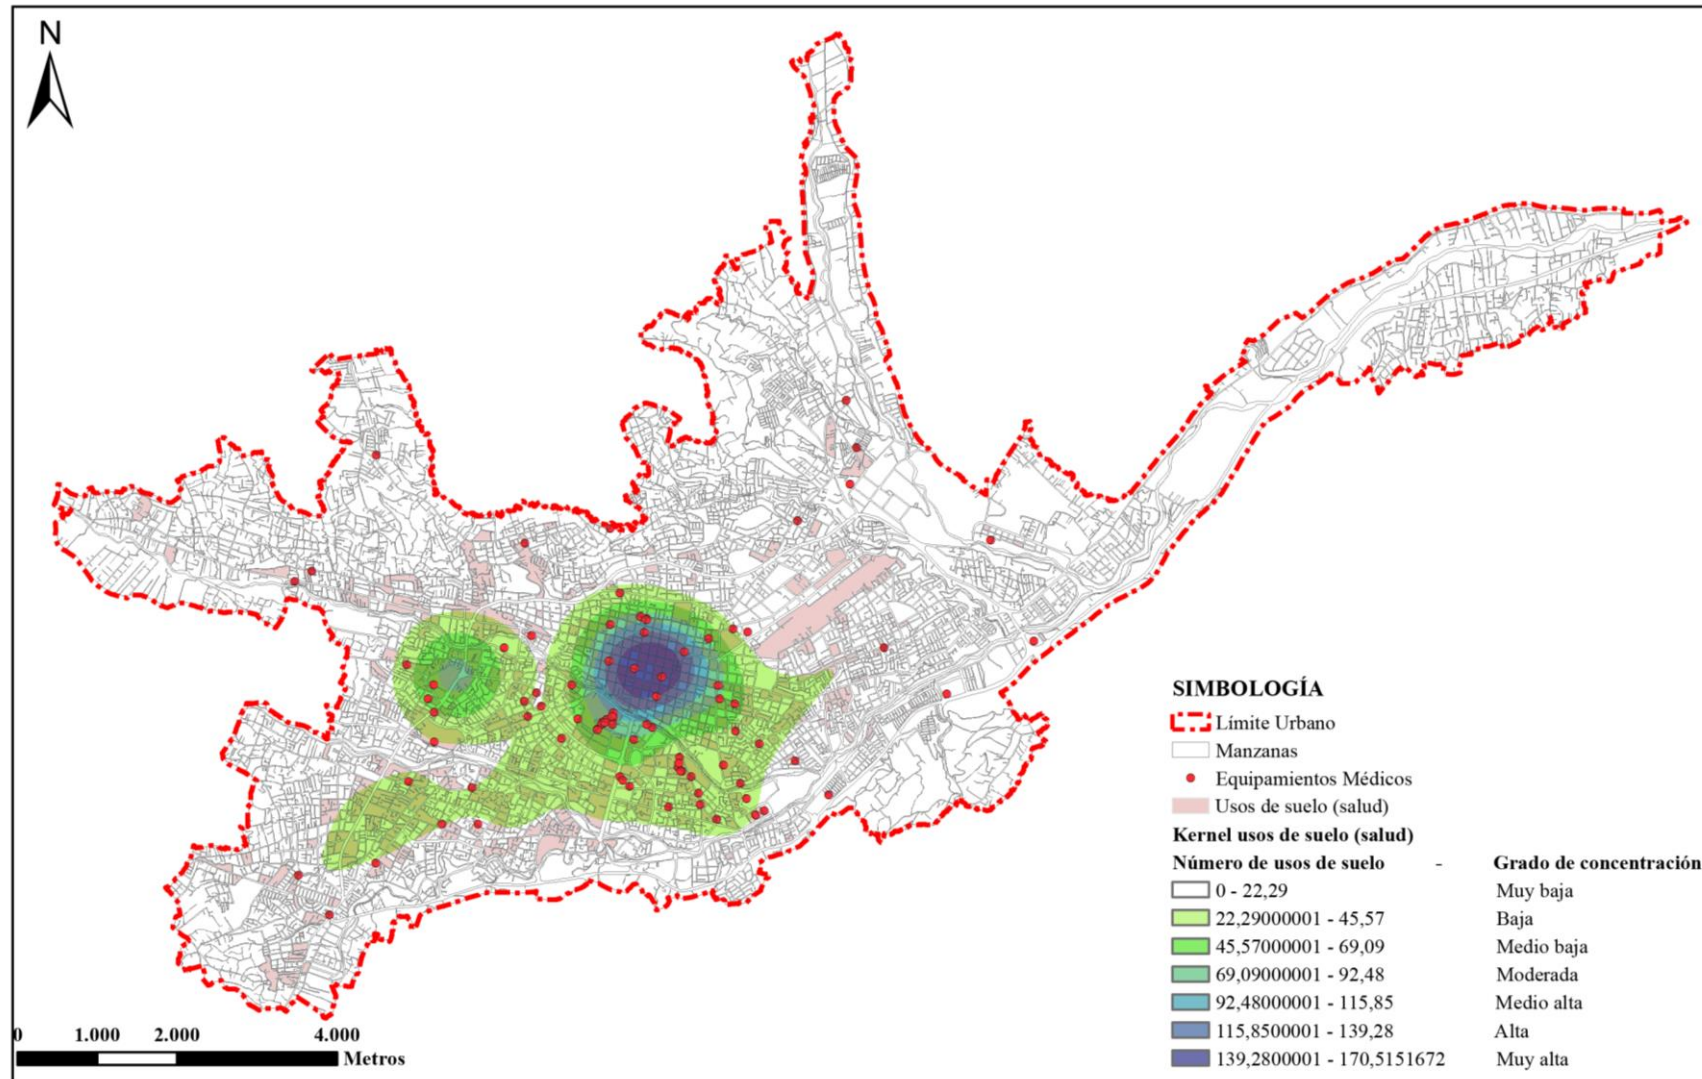 N
SIMBOLOGÍA
Límite Urbano
Manzanas
Equipamientos Médicos
Usos de suelo (salud)
Kernel usos de suelo (salud)
Número de usos de suelo - Grado de concentración
0 - 22,29 Muy baja
22,29000001 - 45,57 Baja
45,57000001 - 69,09 Medio baja
69,09000001 - 92,48 Moderada
92,48000001 - 115,85 Medio alta
115,8500001 - 139,28 Alta
139,2800001 - 170,5151672 Muy alta
0 1.000 2.000 4.000
Metros